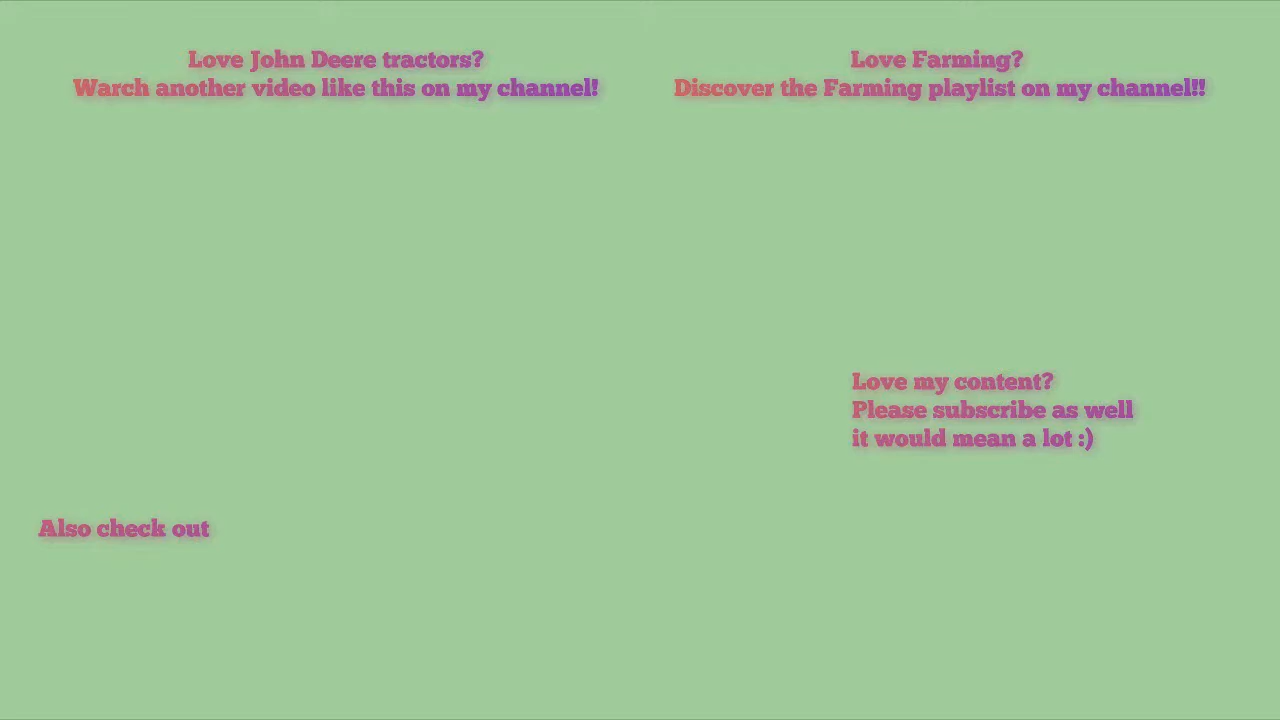 Love John Deere tractors?
Warch another video like this on my channel!
Love Farming?
Discover the Farming playlist on my channel!!
Love my content?
Please subscribe as well
it would mean a lot :)
Also check out